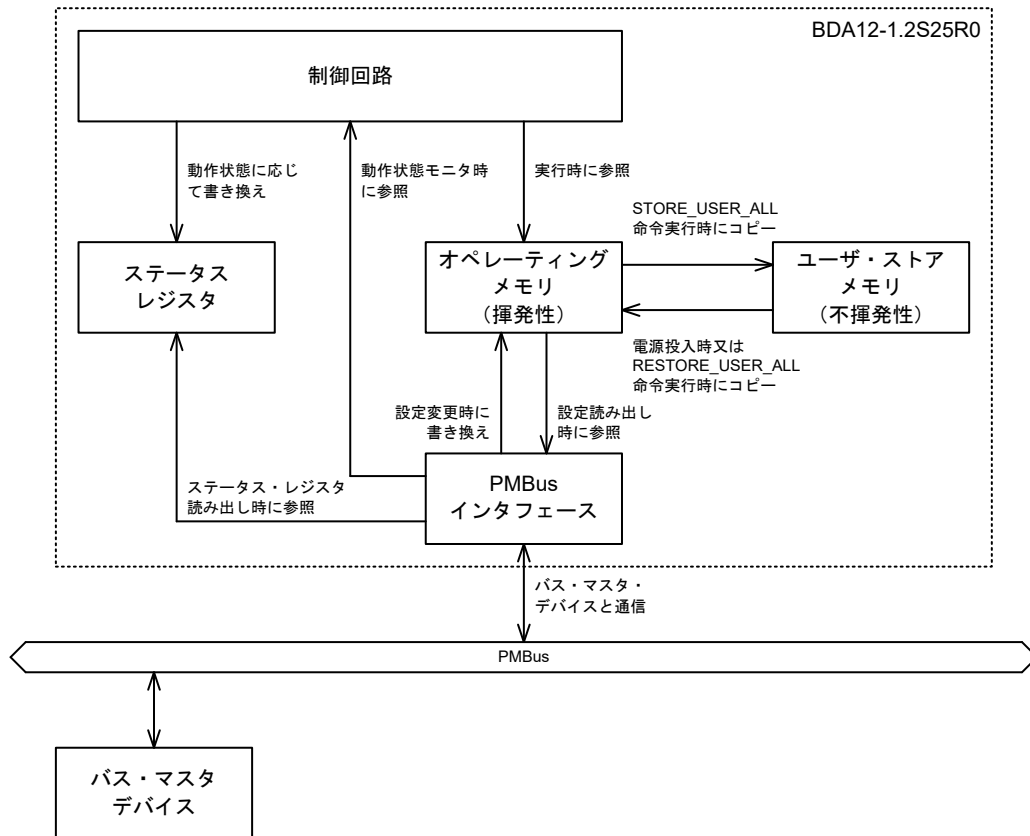 BDA12-1.2S25R0
制御回路
動作状態に応じ
て書き換え
動作状態モニタ時
に参照
実行時に参照
STORE_USER_ALL
命令実行時にコピー
ステータス
レジスタ
オペレーティング
メモリ
（揮発性）
ユーザ・ストア
メモリ
（不揮発性）
電源投入時又は
RESTORE_USER_ALL
命令実行時にコピー
設定変更時に
書き換え
設定読み出し
時に参照
ステータス・レジスタ
読み出し時に参照
PMBus
インタフェース
バス・マスタ・
デバイスと通信
PMBus
バス・マスタ
デバイス